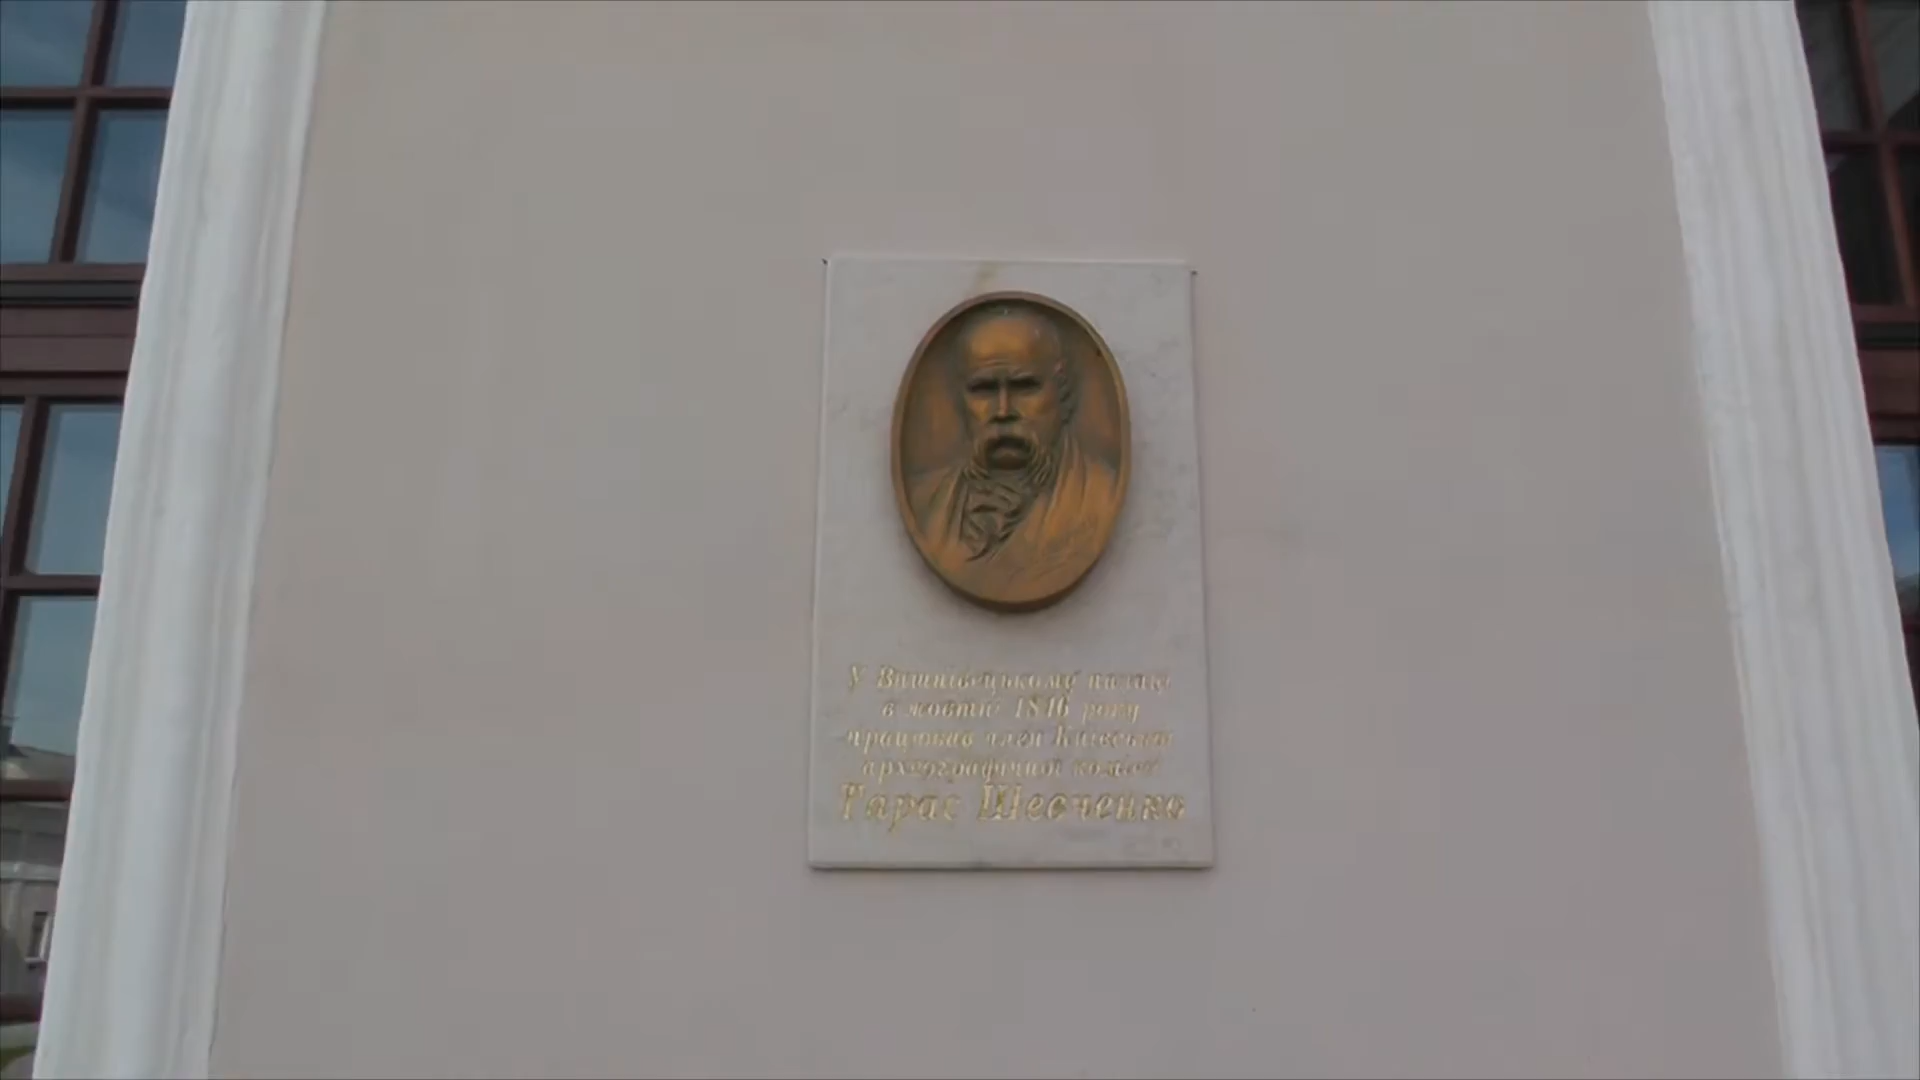 У Вишнівецькому палаці
в жовтні 1846 року
працював член Київської
археографічної комісії
Тарас Шевченко